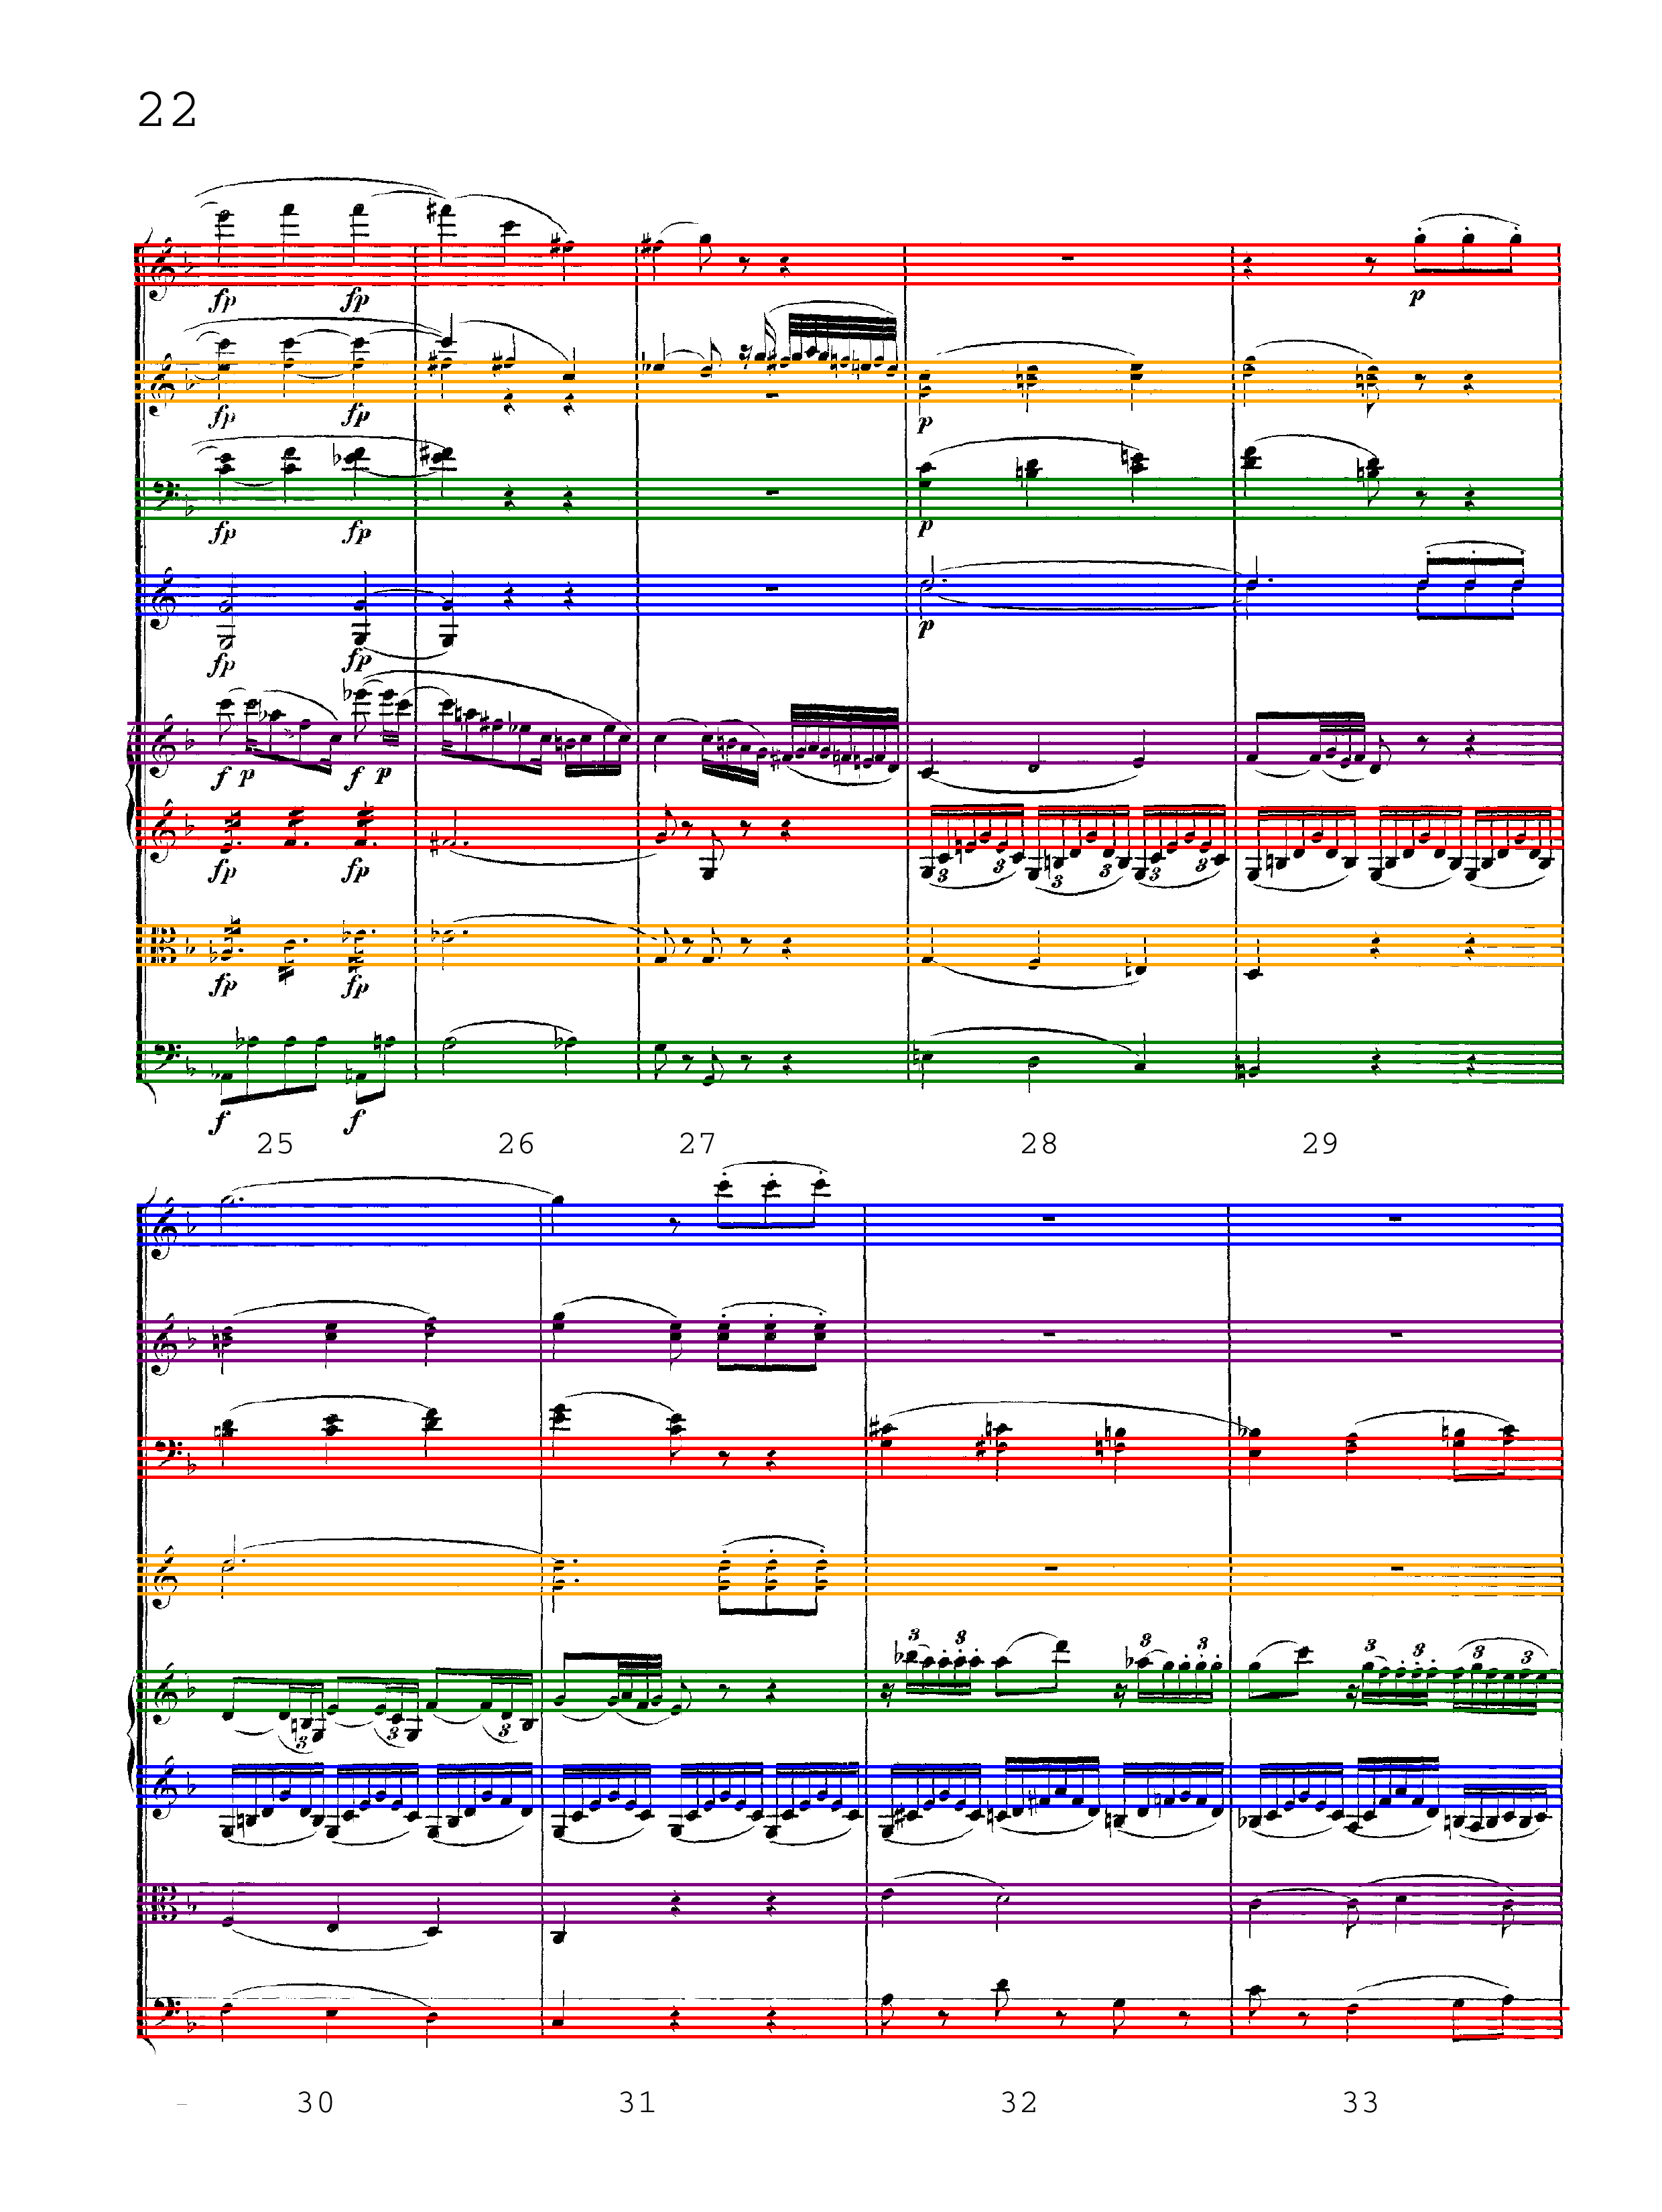 22
fp fp
fp fp p
fp fp p
fp fp p
f p f p
fp fp 3 3 3 3 3 3
fp fp
f f
p
25 26 27 28 29
3 3 3 3 3 3 3 3 3 3 3
30 31 32 33